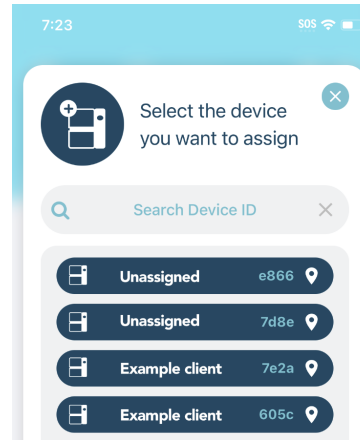 7:23 SOS
Select the device
you want to assign
Search Device ID
Unassigned e866
Unassigned 7d8e
Example client 7e2a
Example client 605c